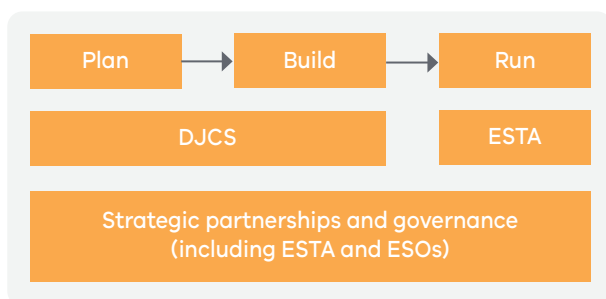 Plan
Build
Run
DJCS
ESTA
Strategic partnerships and governance
(including ESTA and ESOs)